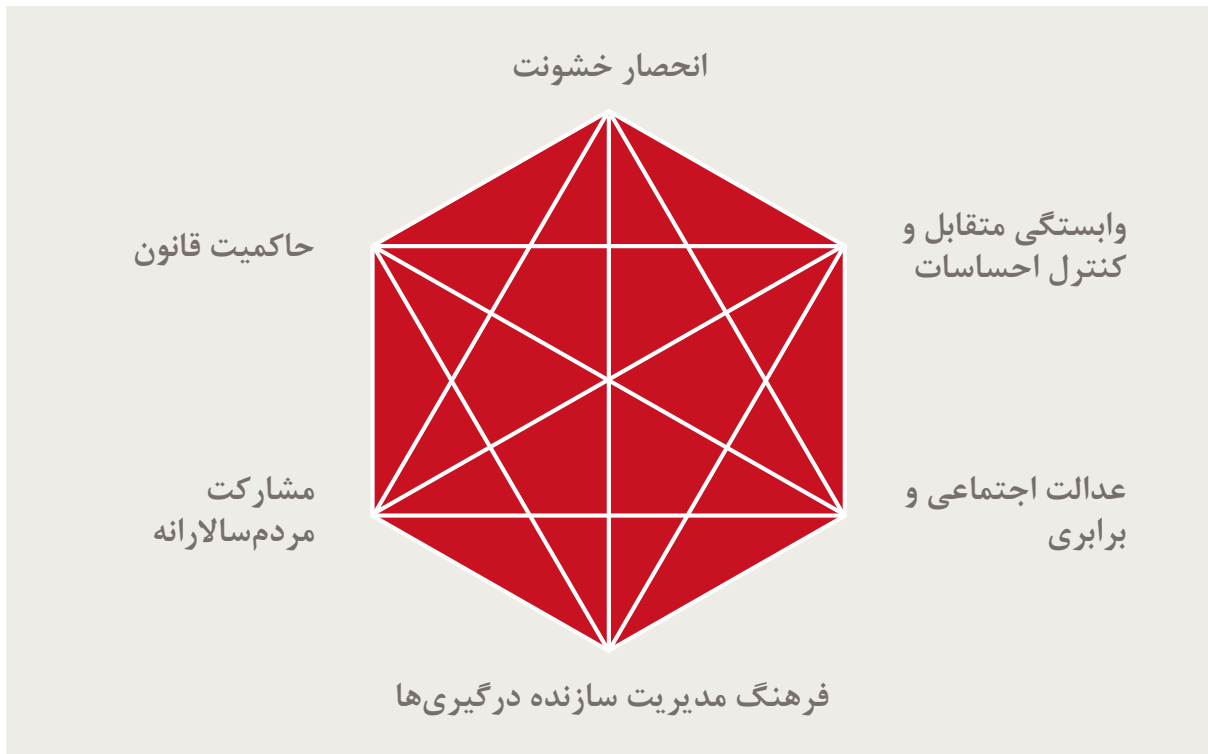 انحصار خشونت
وابستگی متقابل و
کنترل احساسات
حاکمیت قانون
عدالت اجتماعی و
برابری
مشارکت
مردم‌سالارانه
فرهنگ مدیریت سازنده درگیری‌ها